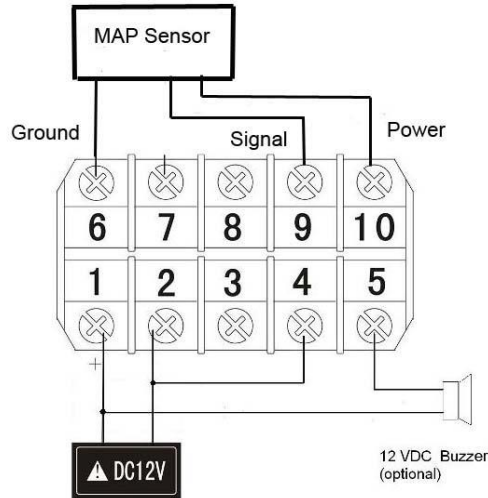 MAP Sensor
Ground
Signal
Power
6 7 8 9 10
1 2 3 4 5
+
DC12V
12 VDC Buzzer
(optional)